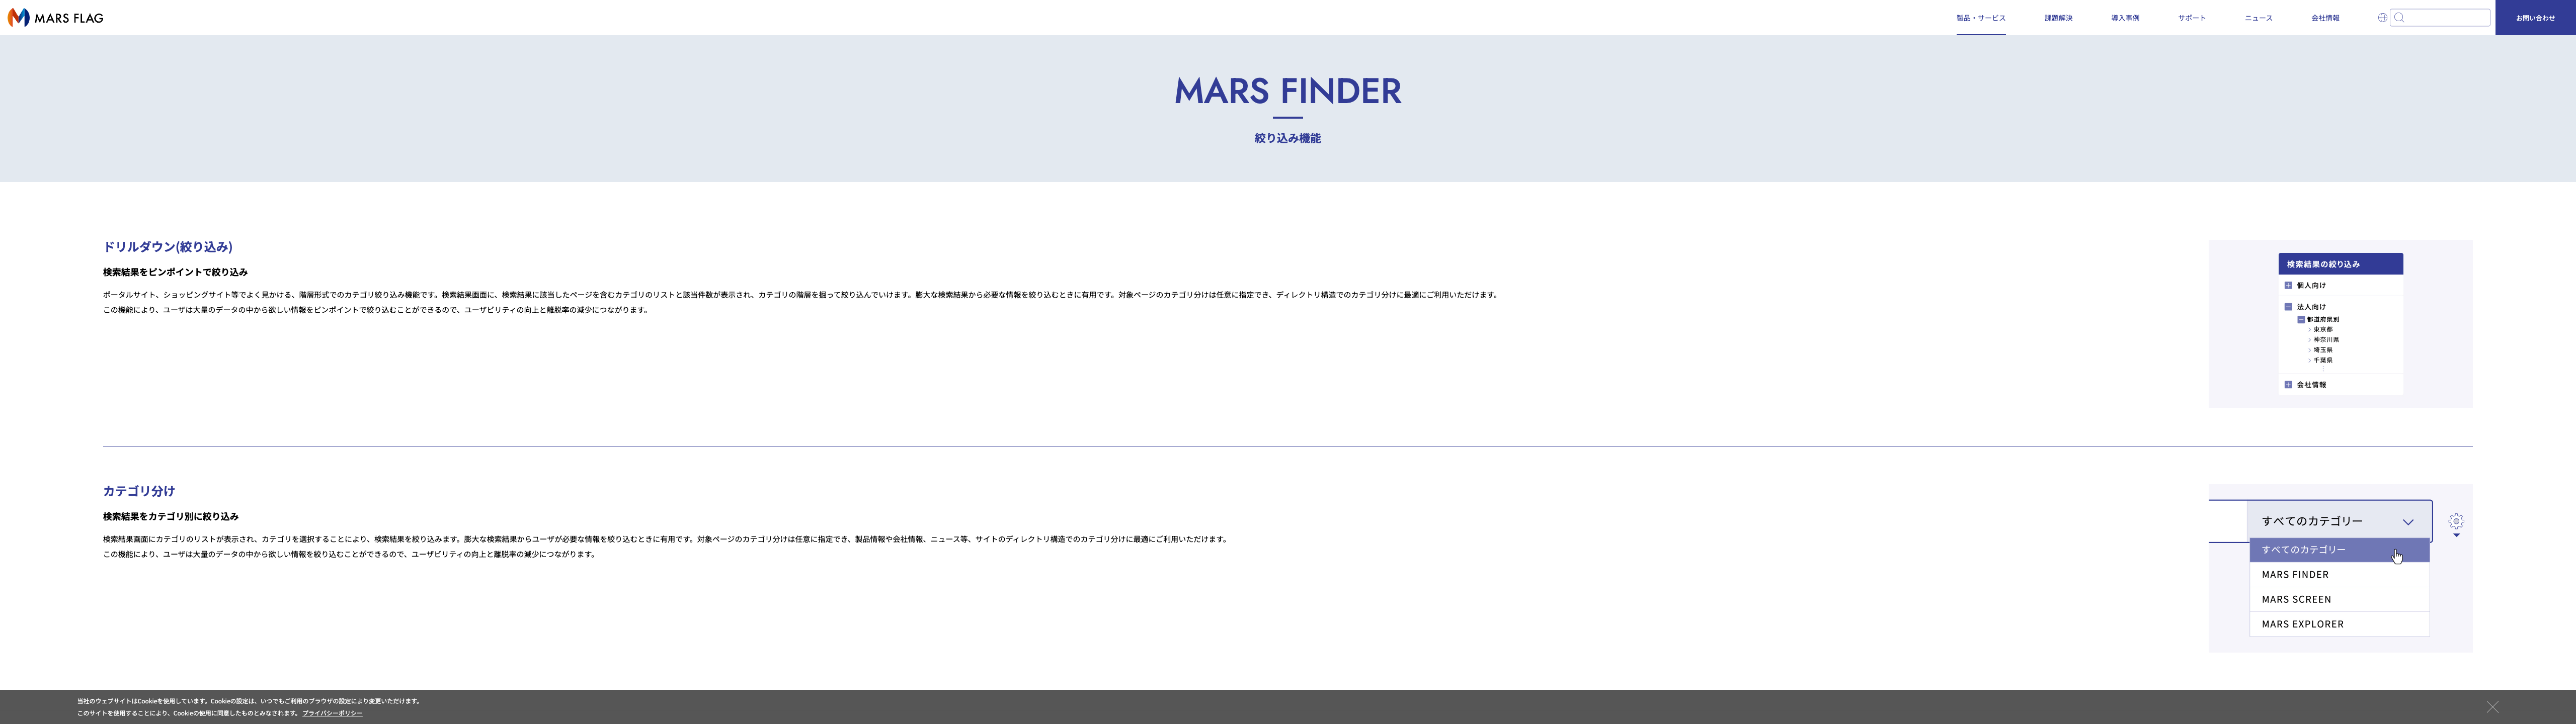 MARS FLAG
製品・サービス
課題解決
導入事例
サポート
ニュース
会社情報
お問い合わせ
MARS FINDER
絞り込み機能
ドリルダウン(絞り込み)
検索結果をピンポイントで絞り込み
ポータルサイト、ショッピングサイト等でよく見かける、階層形式でのカテゴリ絞り込み機能です。検索結果画面に、検索結果に該当したページを含むカテゴリのリストと該当件数が表示され、カテゴリの階層を掘って絞り込んでいけます。膨大な検索結果から必要な情報を絞り込むときに有用です。対象ページのカテゴリ分けは任意に指定でき、ディレクトリ構造でのカテゴリ分けに最適にご利用いただけます。
この機能により、ユーザは大量のデータの中から欲しい情報をピンポイントで絞り込むことができるので、ユーザビリティの向上と離脱率の減少につながります。
検索結果の絞り込み
個人向け
法人向け
都道府県別
東京都
神奈川県
埼玉県
千葉県
会社情報
カテゴリ分け
検索結果をカテゴリ別に絞り込み
検索結果画面にカテゴリのリストが表示され、カテゴリを選択することにより、検索結果を絞り込みます。膨大な検索結果からユーザが必要な情報を絞り込むときに有用です。対象ページのカテゴリ分けは任意に指定でき、製品情報や会社情報、ニュース等、サイトのディレクトリ構造でのカテゴリ分けに最適にご利用いただけます。
この機能により、ユーザは大量のデータの中から欲しい情報を絞り込むことができるので、ユーザビリティの向上と離脱率の減少につながります。
すべてのカテゴリー
すべてのカテゴリー
MARS FINDER
MARS SCREEN
MARS EXPLORER
当社のウェブサイトはCookieを使用しています。Cookieの設定は、いつでもご利用のブラウザの設定により変更いただけます。
このサイトを使用することにより、Cookieの使用に同意したものとみなされます。 プライバシーポリシー